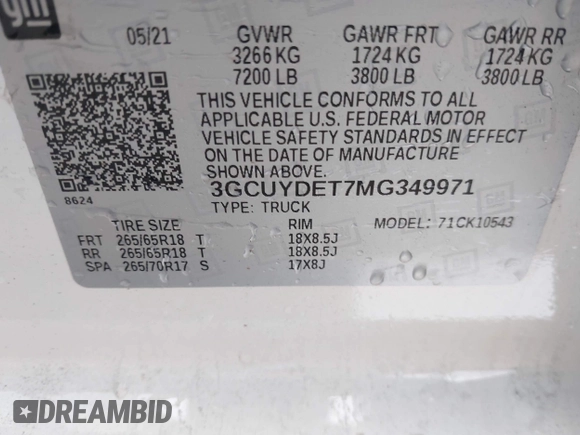 gm
05/21 GVWR GAWR FRT GAWR RR
3266 KG 1724 KG 1724 KG
7200 LB 3800 LB 3800 LB
THIS VEHICLE CONFORMS TO ALL
APPLICABLE U.S. FEDERAL MOTOR
VEHICLE SAFETY STANDARDS IN EFFECT
ON THE DATE OF MANUFACTURE
SHOWN ABOVE.
3GCUYDET7MG349971
8624
TYPE: TRUCK
TIRE SIZE RIM MODEL: 71CK10543
FRT 265/65R18 T 18X8.5J
RR 265/65R18 T 18X8.5J
SPA 265/70R17 S 17X8J
DREAMBID